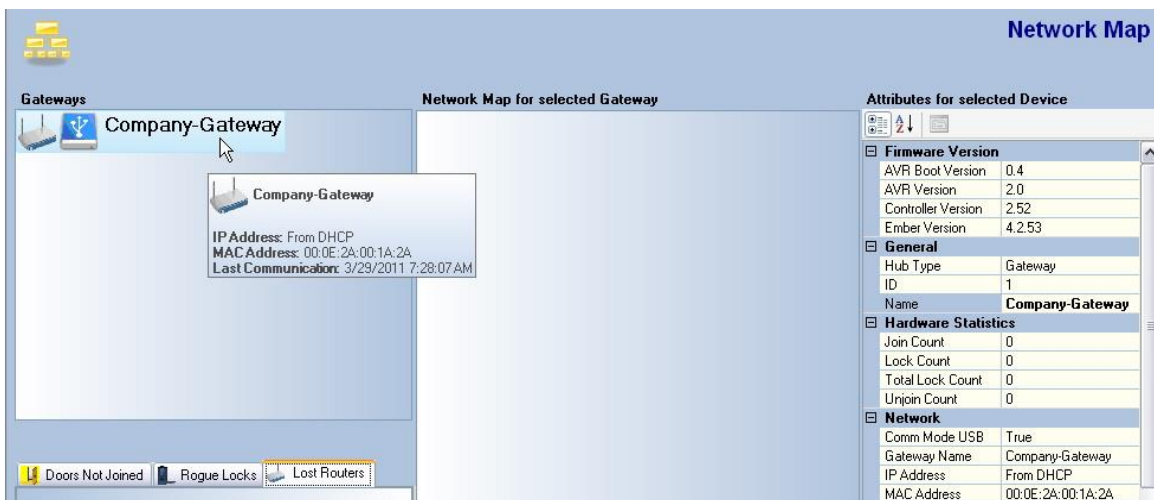 Network Map
Gateways
Company-Gateway
Company-Gateway
IP Address: From DHCP
MAC Address: 00:0E:2A:00:1A:2A
Last Communication: 3/29/2011 7:28:07 AM
Doors Not Joined Rogue Locks Lost Routers
Network Map for selected Gateway
Attributes for selected Device
Firmware Version
AVR Boot Version 0.4
AVR Version 2.0
Controller Version 2.52
Ember Version 4.2.53
General
Hub Type Gateway
ID 1
Name Company-Gateway
Hardware Statistics
Join Count 0
Lock Count 0
Total Lock Count 0
Unjoin Count 0
Network
Comm Mode USB True
Gateway Name Company-Gateway
IP Address From DHCP
MAC Address 00:0E:2A:00:1A:2A